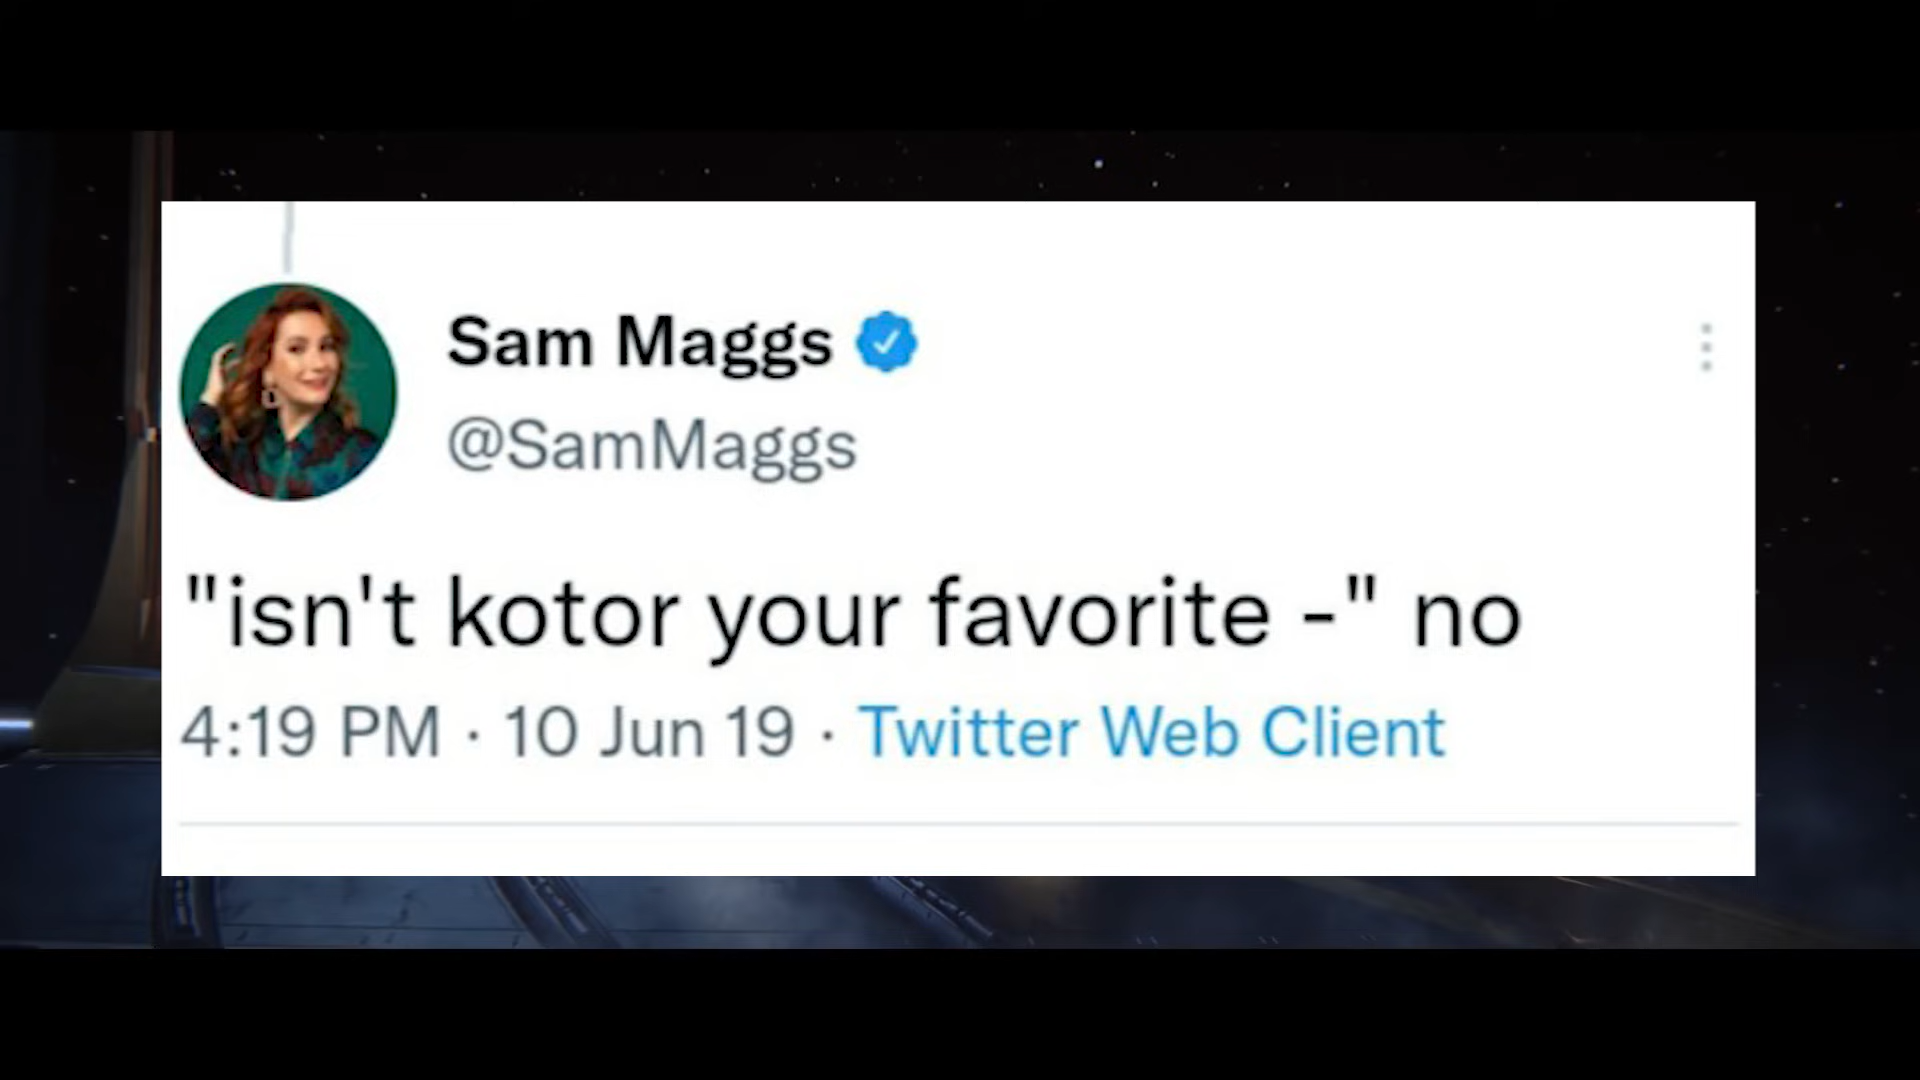 Sam Maggs
@SamMaggs
"isn't kotor your favorite -" no
4:19 PM · 10 Jun 19 · Twitter Web Client